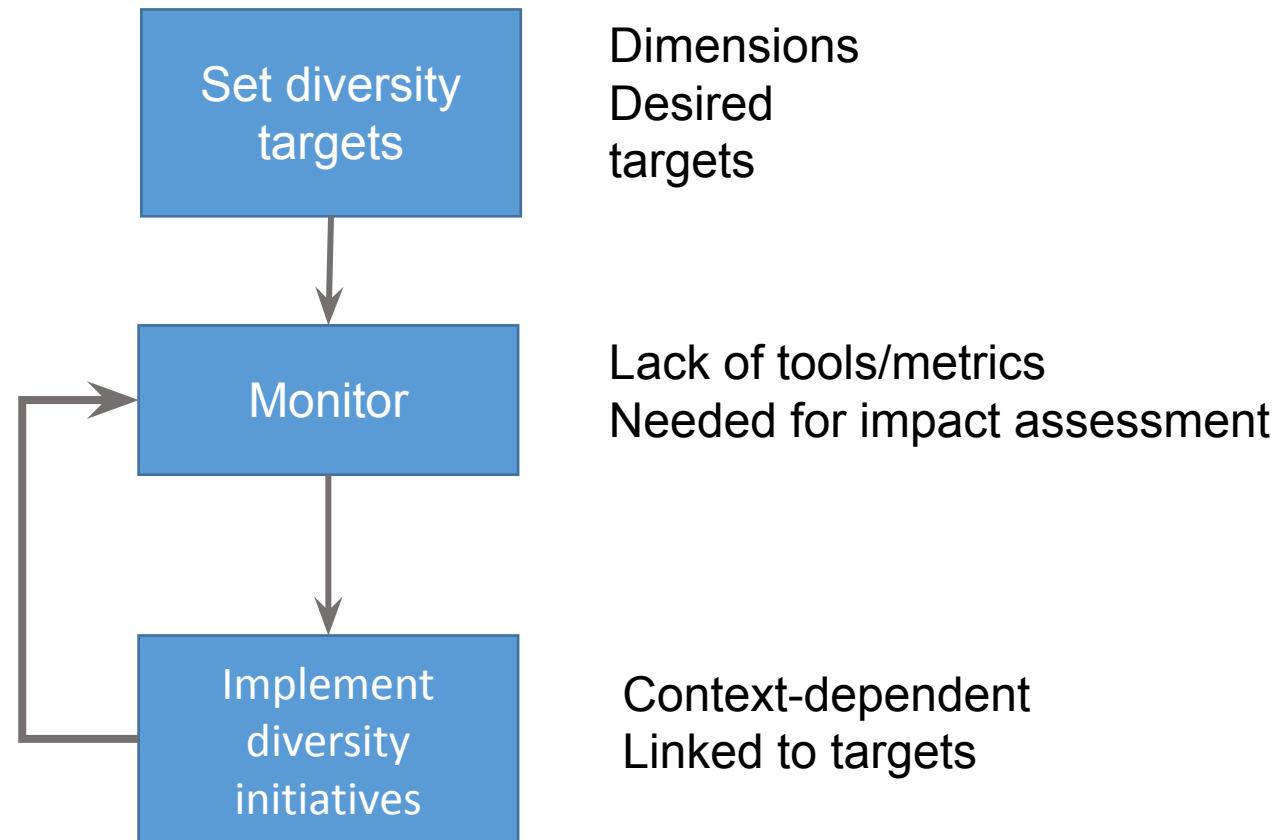 Set diversity
targets
Dimensions
Desired
targets
Monitor
Lack of tools/metrics
Needed for impact assessment
Implement
diversity
initiatives
Context-dependent
Linked to targets